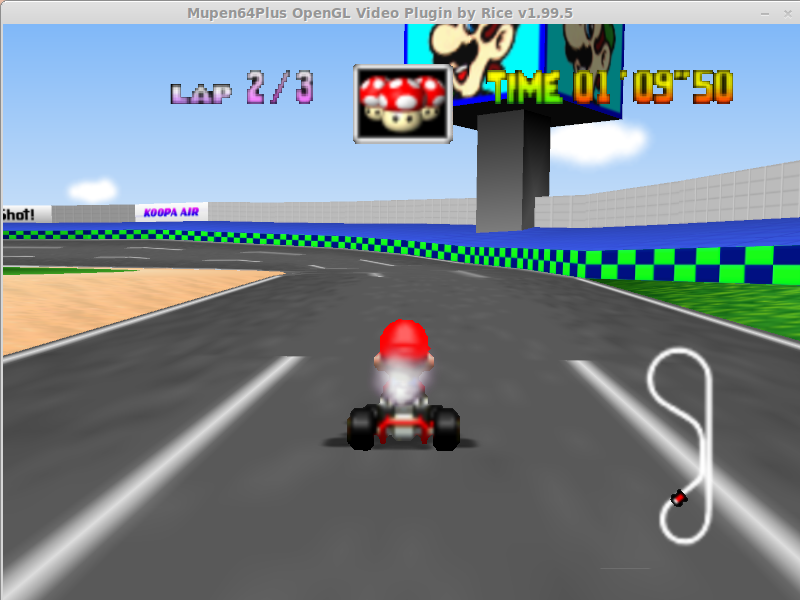 Mupen64Plus OpenGL Video Plugin by Rice v1.99.5
LAP 2/3
TIME 01'09"50
Shot!
KOOPA AIR